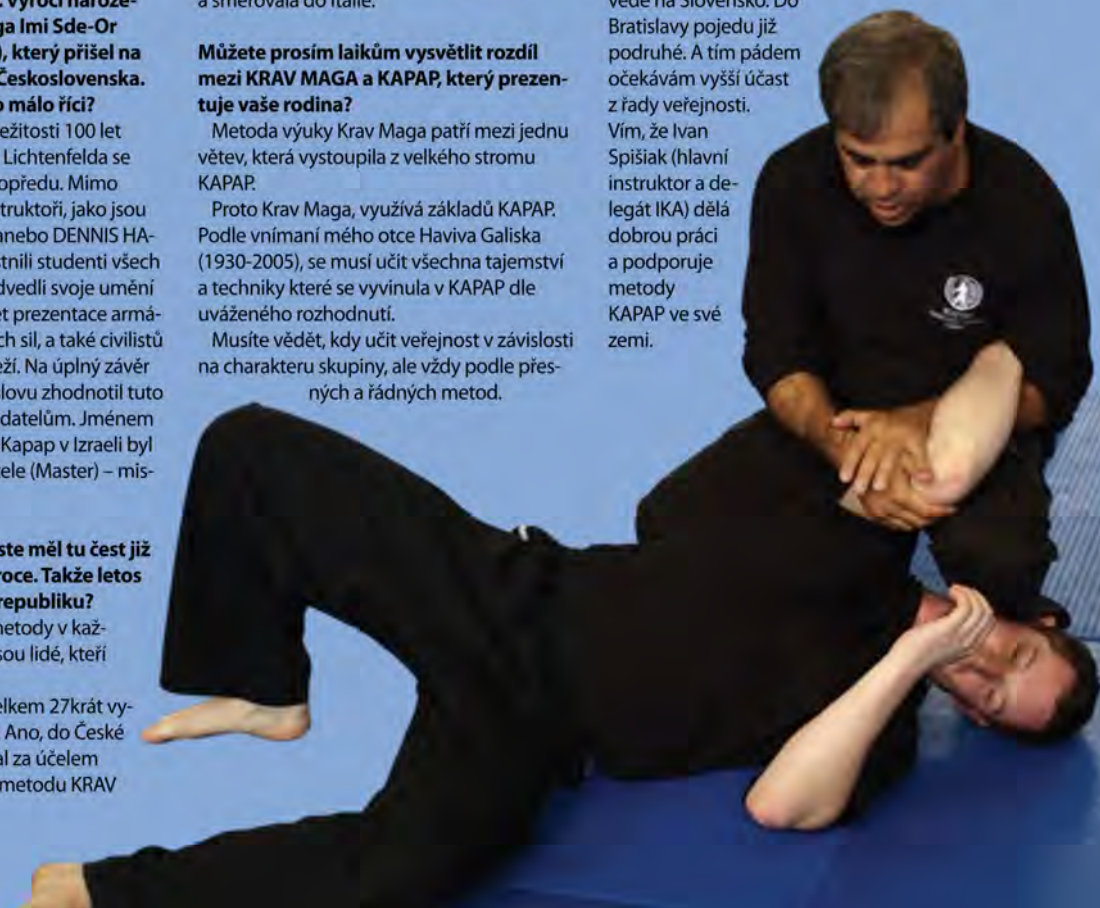 ga Imi Sde-Or
), který přišel na
Československa.
o málo říci?
ežitosti 100 let
Lichtenfelda se
opředu. Mimo
truktoři, jako jsou
anebo DENNIS HA-
stnili studenti všech
dvedli svoje umění
et prezentace armá-
ch sil, a také civilistů
eží. Na úplný závěr
lovu zhodnotil tuto
datelům. Jménem
Kapap v Izraeli byl
ele (Master) – mis-
ste měl tu čest již
roce. Takže letos
republiku?
metody v kaž-
sou lidé, kteří
elkem 27krát vy-
Ano, do České
al za účelem
metodu KRAV
a směrovala do Itálie.
Můžete prosím laikům vysvětlit rozdíl
mezi KRAV MAGA a KAPAP, který prezen-
tuje vaše rodina?
Metoda výuky Krav Maga patří mezi jednu
větev, která vystoupila z velkého stromu
KAPAP.
Proto Krav Maga, využívá základů KAPAP.
Podle vnímaní mého otce Haviva Galiska
(1930-2005), se musí učit všechna tajemství
a techniky které se vyvínula v KAPAP dle
uváženého rozhodnutí.
Musíte vědět, kdy učit veřejnost v závislosti
na charakteru skupiny, ale vždy podle přes-
ných a řádných metod.
vede na Slovensko. Do
Bratislavy pojedu již
podruhé. A tím pádem
očekávám vyšší účast
z řady veřejnosti.
Vím, že Ivan
Spišiak (hlavní
instruktor a de-
legát IKA) dělá
dobrou práci
a podporuje
metody
KAPAP ve své
zemi.